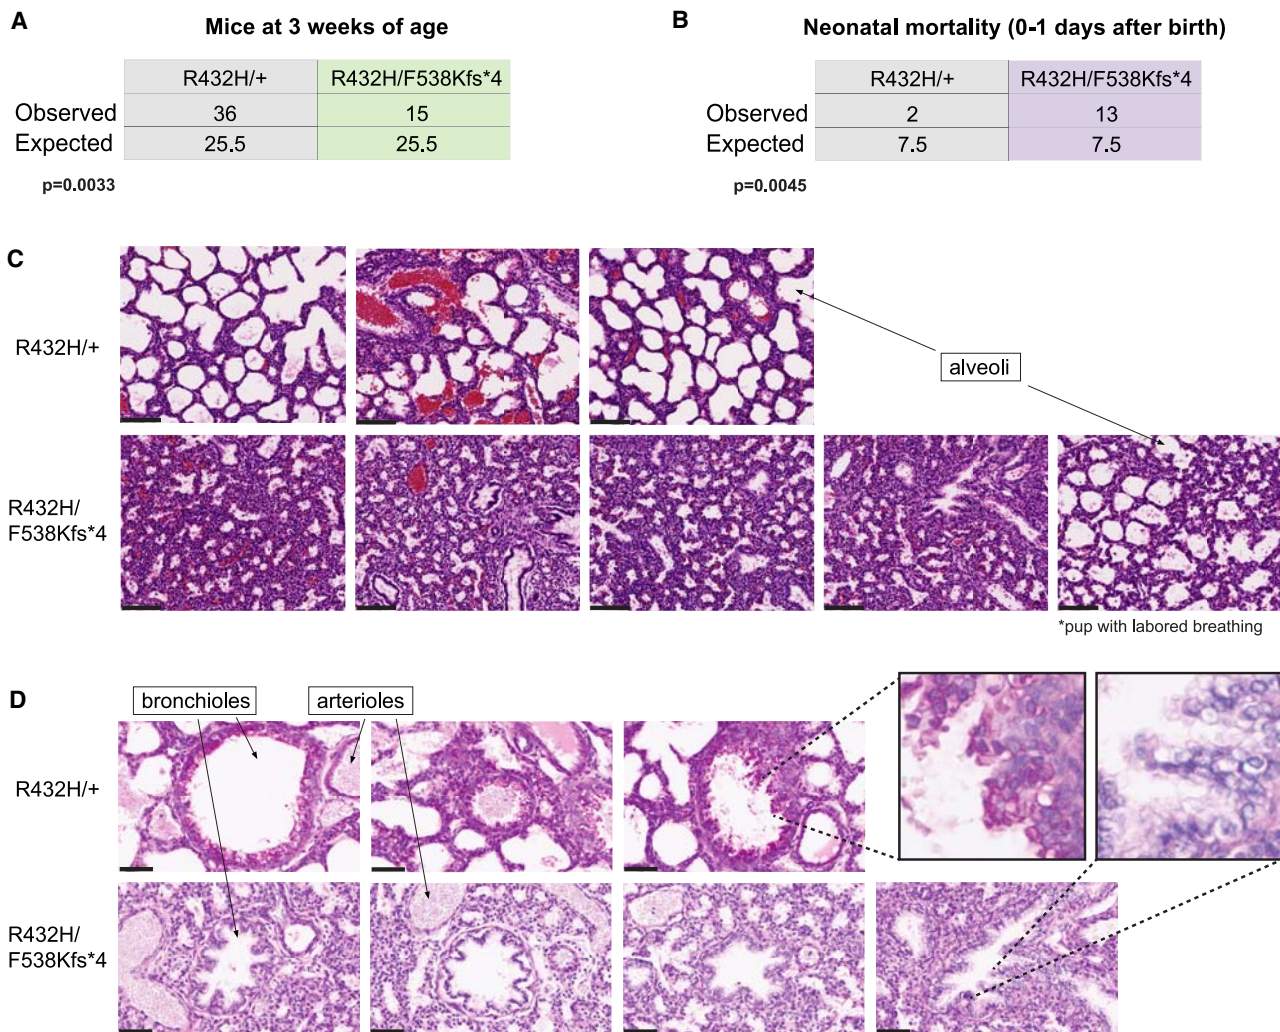 A
Mice at 3 weeks of age
R432H/+ R432H/F538Kfs*4
Observed 36 15
Expected 25.5 25.5
p=0.0033
B
Neonatal mortality (0-1 days after birth)
R432H/+ R432H/F538Kfs*4
Observed 2 13
Expected 7.5 7.5
p=0.0045
C
R432H/+
alveoli
R432H/
F538Kfs*4
*pup with labored breathing
D
bronchioles
arterioles
R432H/+
R432H/
F538Kfs*4